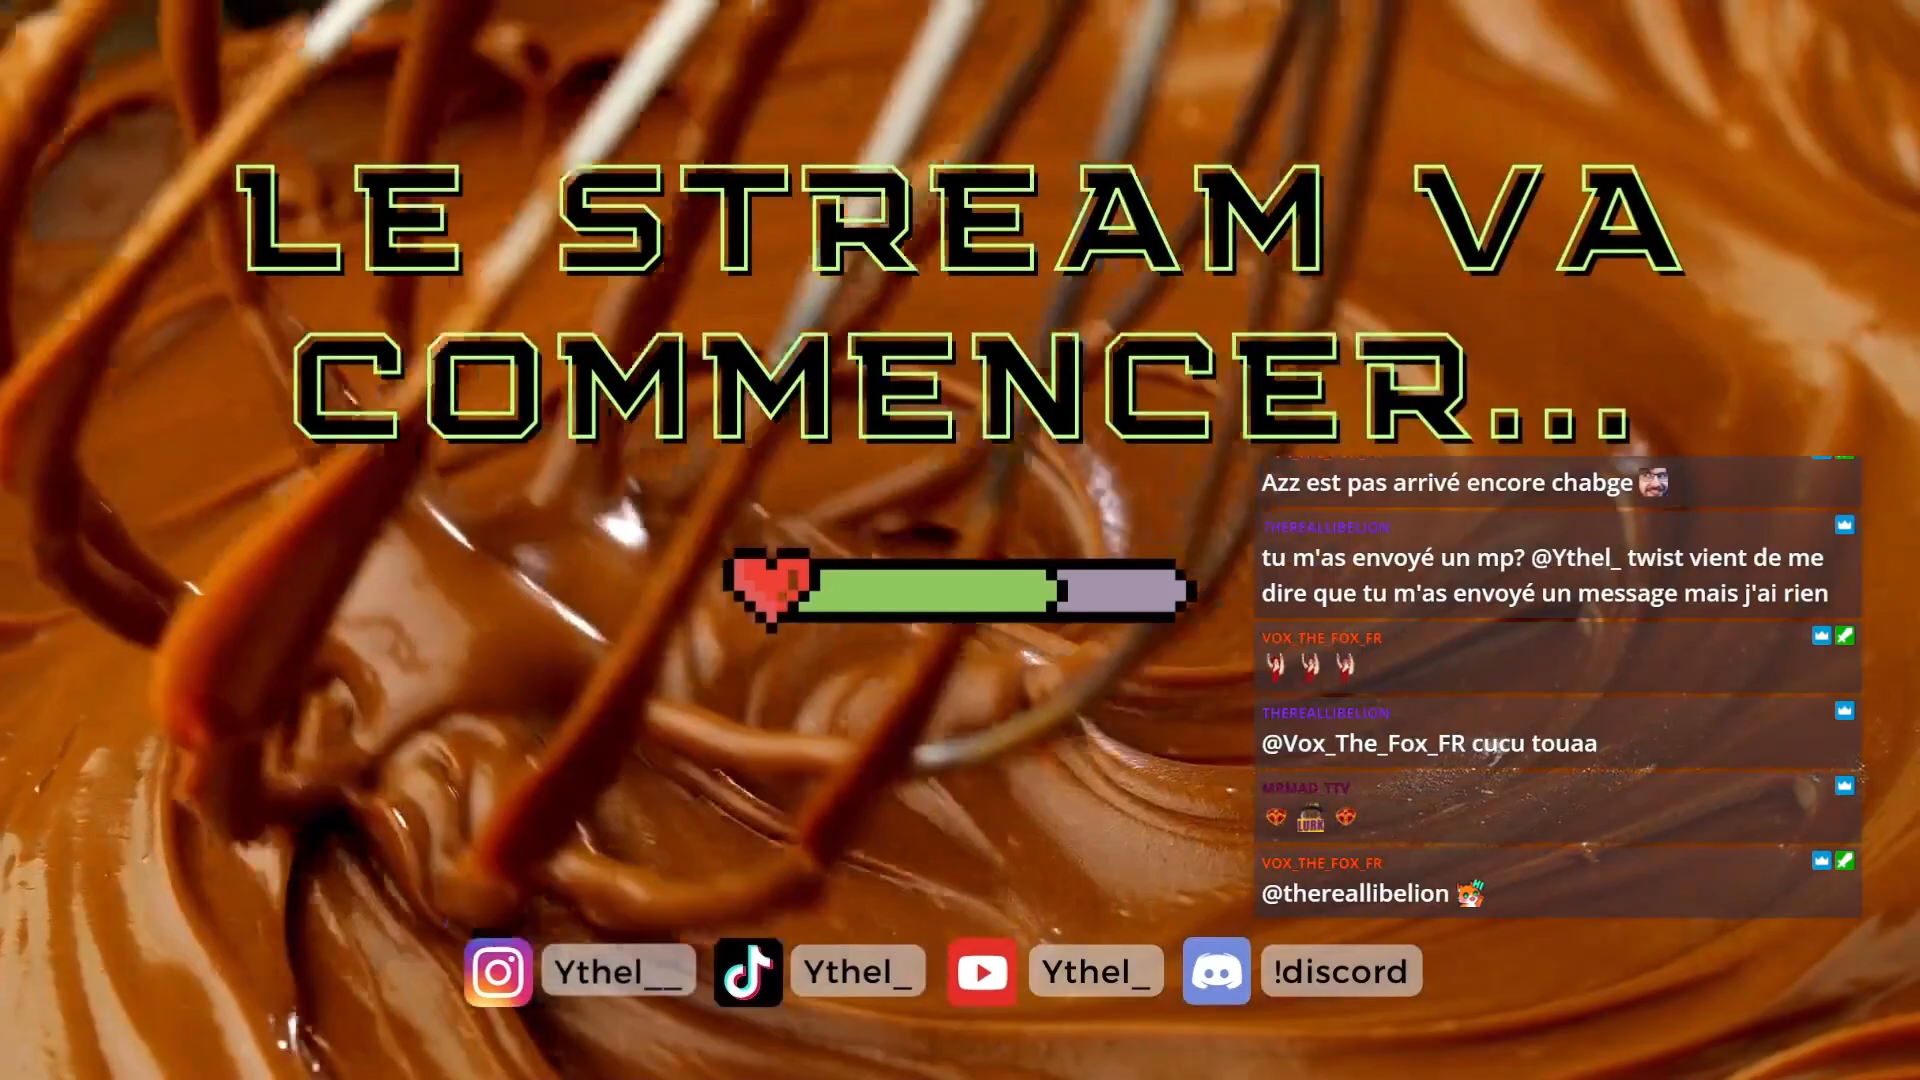 LE STREAM VA
COMMENCER...
Azz est pas arrivé encore chabge
THEREALLIBELION
tu m'as envoyé un mp? @Ythel_ twist vient de me
dire que tu m'as envoyé un message mais j'ai rien
VOX_THE_FOX_FR
THEREALLIBELION
@Vox_The_Fox_FR cucu touaa
MRMAD_TTV
LURK
VOX_THE_FOX_FR
@thereallibelion HI
Ythel__ Ythel_ Ythel_ !discord